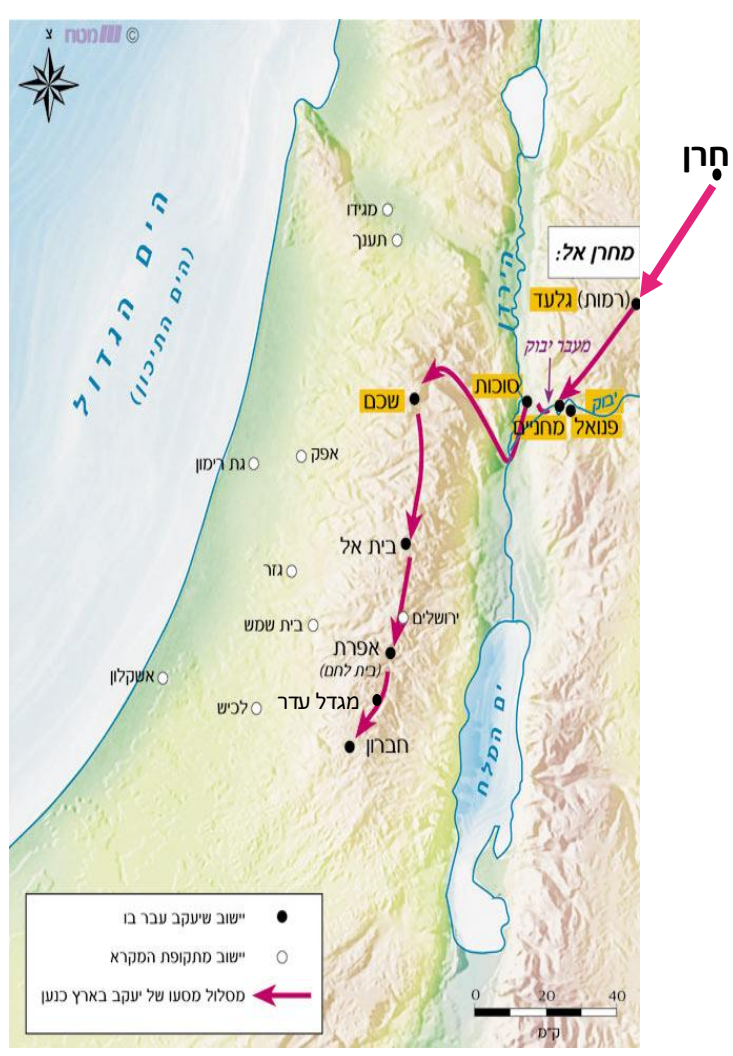 © מטח
צ
חרן
הים הגדול
(הים התיכון)
מגידו
תענך
הירדן
מחרן אל:
(רמות) גלעד
מעבר יבוק
יבוק
סוכות
מחניים
פנואל
שכם
אפק
גת רימון
בית אל
גזר
ירושלים
בית שמש
אפרת
(בית לחם)
אשקלון
מגדל עדר
לכיש
חברון
ים המלח
יישוב שיעקב עבר בו
יישוב מתקופת המקרא
מסלול מסעו של יעקב בארץ כנען
0 20 40
ק"מ